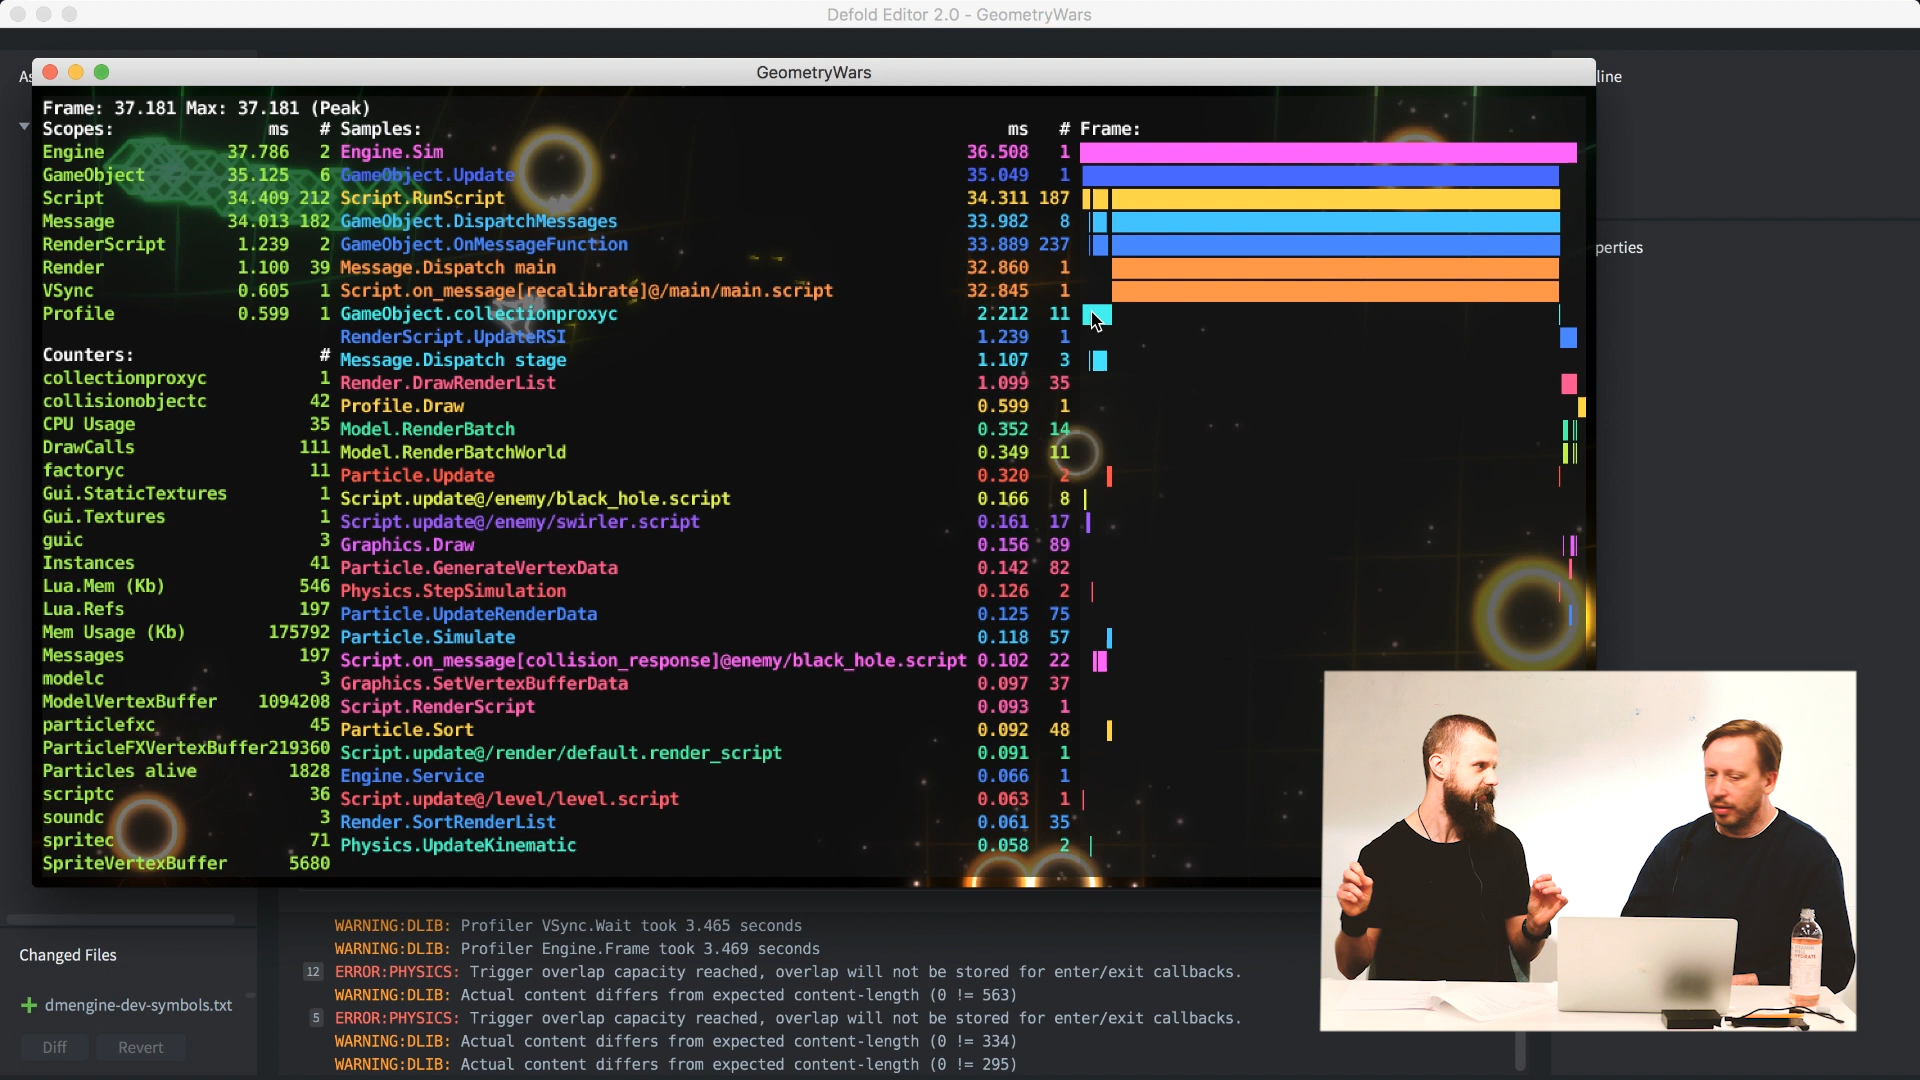 Defold Editor 2.0 - GeometryWars
As
GeometryWars
line
Frame: 37.181 Max: 37.181 (Peak)
Scopes: ms # Samples: ms # Frame:
Engine 37.786 2 Engine.Sim 36.508 1
GameObject 35.125 6 GameObject.Update 35.049 1
Script 34.409 212 Script.RunScript 34.311 187
Message 34.013 182 GameObject.DispatchMessages 33.982 8
RenderScript 1.239 2 GameObject.OnMessageFunction 33.889 237
perties
Render 1.100 39 Message.Dispatch main 32.860 1
VSync 0.605 1 Script.on_message[recalibrate]@/main/main.script 32.845 1
Profile 0.599 1 GameObject.collectionproxyc 2.212 11
RenderScript.UpdateRSI 1.239 1
Counters: # Message.Dispatch stage 1.107 3
collectionproxyc 1 Render.DrawRenderList 1.099 35
collisionobjectc 42 Profile.Draw 0.599 1
CPU Usage 35 Model.RenderBatch 0.352 14
DrawCalls 111 Model.RenderBatchWorld 0.349 11
factoryc 11 Particle.Update 0.320 2
Gui.StaticTextures 1 Script.update@/enemy/black_hole.script 0.166 8
Gui.Textures 1 Script.update@/enemy/swirler.script 0.161 17
guic 3 Graphics.Draw 0.156 89
Instances 41 Particle.GenerateVertexData 0.142 82
Lua.Mem (Kb) 546 Physics.StepSimulation 0.126 2
Lua.Refs 197 Particle.UpdateRenderData 0.125 75
Mem Usage (Kb) 175792 Particle.Simulate 0.118 57
Messages 197 Script.on_message[collision_response]@enemy/black_hole.script 0.102 22
modelc 3 Graphics.SetVertexBufferData 0.097 37
ModelVertexBuffer 1094208 Script.RenderScript 0.093 1
particlefxc 45 Particle.Sort 0.092 48
ParticleFXVertexBuffer219360 Script.update@/render/default.render_script 0.091 1
Particles alive 1828 Engine.Service 0.066 1
scriptc 36 Script.update@/level/level.script 0.063 1
soundc 3 Render.SortRenderList 0.061 35
spritec 71 Physics.UpdateKinematic 0.058 2
SpriteVertexBuffer 5680
WARNING:DLIB: Profiler VSync.Wait took 3.465 seconds
WARNING:DLIB: Profiler Engine.Frame took 3.469 seconds
12 ERROR:PHYSICS: Trigger overlap capacity reached, overlap will not be stored for enter/exit callbacks.
WARNING:DLIB: Actual content differs from expected content-length (0 != 563)
5 ERROR:PHYSICS: Trigger overlap capacity reached, overlap will not be stored for enter/exit callbacks.
WARNING:DLIB: Actual content differs from expected content-length (0 != 334)
WARNING:DLIB: Actual content differs from expected content-length (0 != 295)
Changed Files
dmengine-dev-symbols.txt
Diff Revert